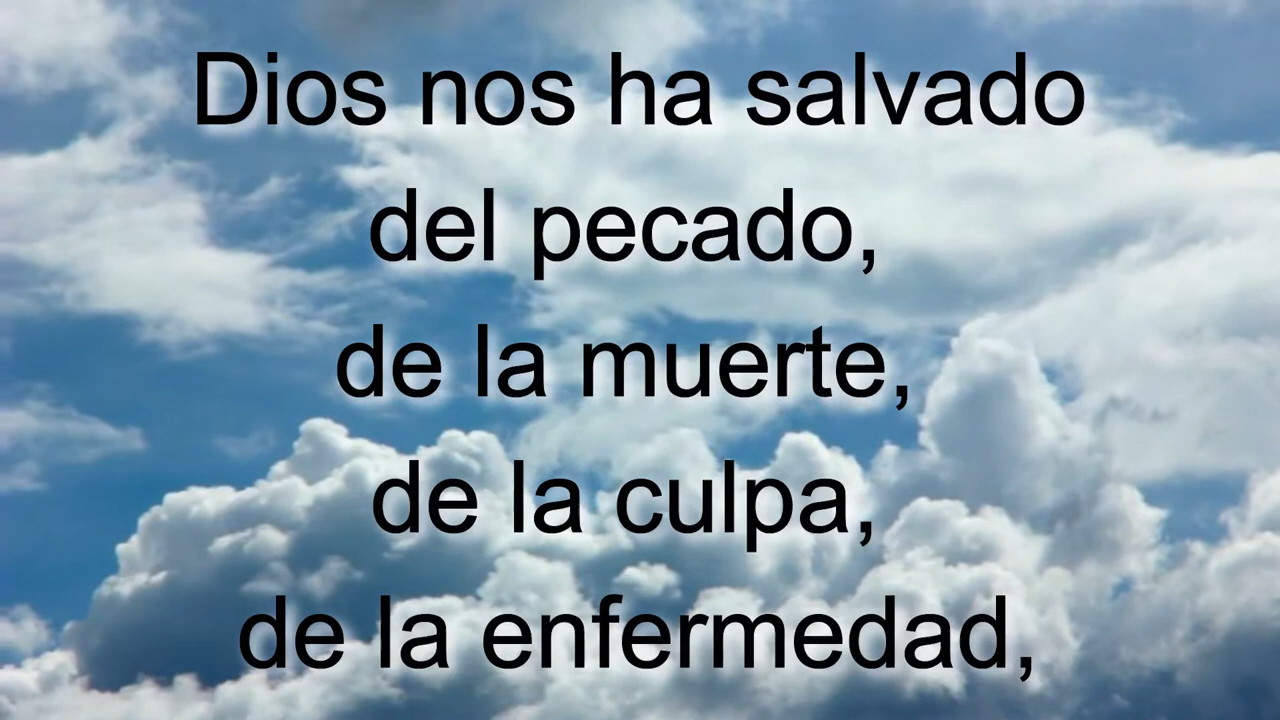 Dios nos ha salvado
del pecado,
de la muerte,
de la culpa,
de la enfermedad,